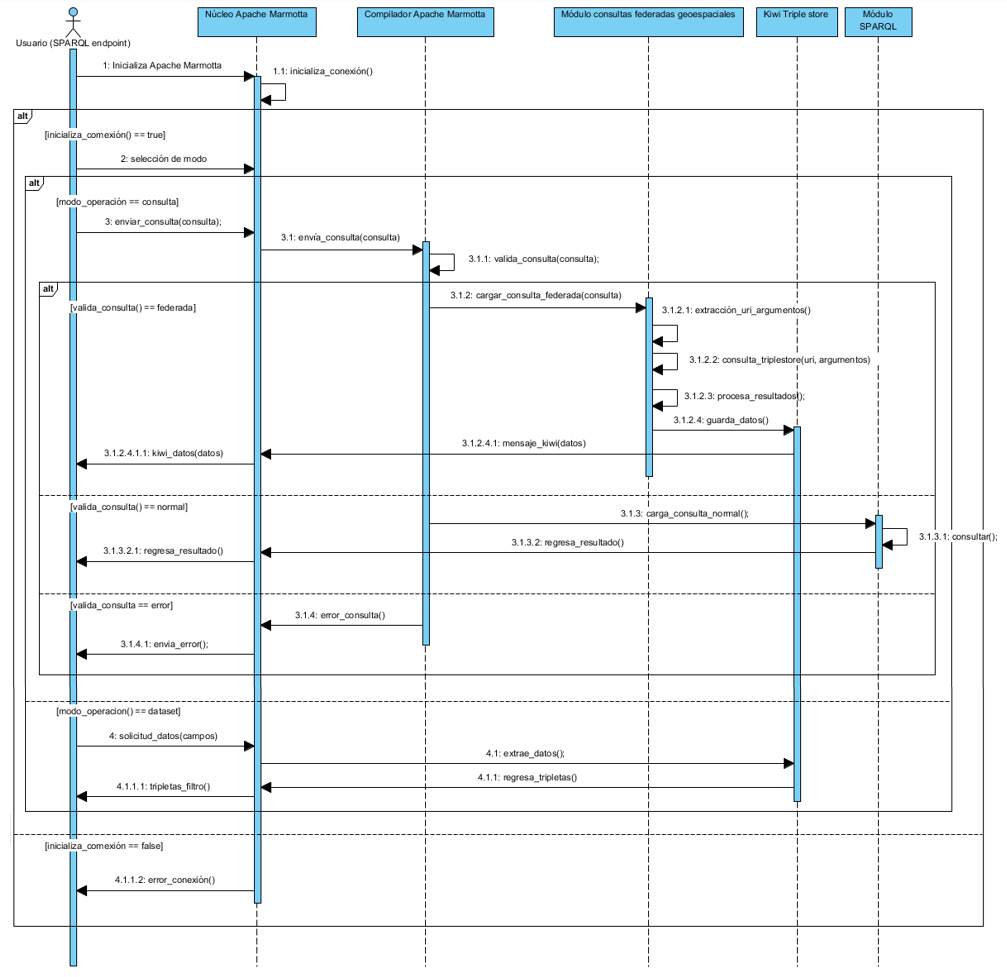 Núcleo Apache Marmotta
Compilador Apache Marmotta
Módulo consultas federadas geoespaciales
Kiwi Triple store
Módulo
SPARQL
Usuario (SPARQL endpoint)
1: Inicializa Apache Marmotta
1.1: inicializa_conexión()
alt
[inicializa_comexión() == true]
2: selección de modo
alt
[modo_operación == consulta]
3: enviar_consulta(consulta);
3.1: envía_consulta(consulta)
3.1.1: valida_consulta(consulta);
alt
[valida_consulta() == federada]
3.1.2: cargar_consulta_federada(consulta)
3.1.2.1: extracción_uri_argumentos()
3.1.2.2: consulta_triplestore(uri, argumentos)
3.1.2.3: procesa_resultados();
3.1.2.4: guarda_datos()
3.1.2.4.1: mensaje_kiwi(datos)
3.1.2.4.1.1: kiwi_datos(datos)
[valida_consulta() == normal]
3.1.3: carga_consulta_normal();
3.1.3.1: consultar();
3.1.3.2: regresa_resultado()
3.1.3.2.1: regresa_resultado()
[valida_consulta == error]
3.1.4: error_consulta()
3.1.4.1: envia_error();
[modo_operacion() == dataset]
4: solicitud_datos(campos)
4.1: extrae_datos();
4.1.1: regresa_tripletas()
4.1.1.1: tripletas_filtro()
[inicializa_comexión == false]
4.1.1.2: error_conexión()